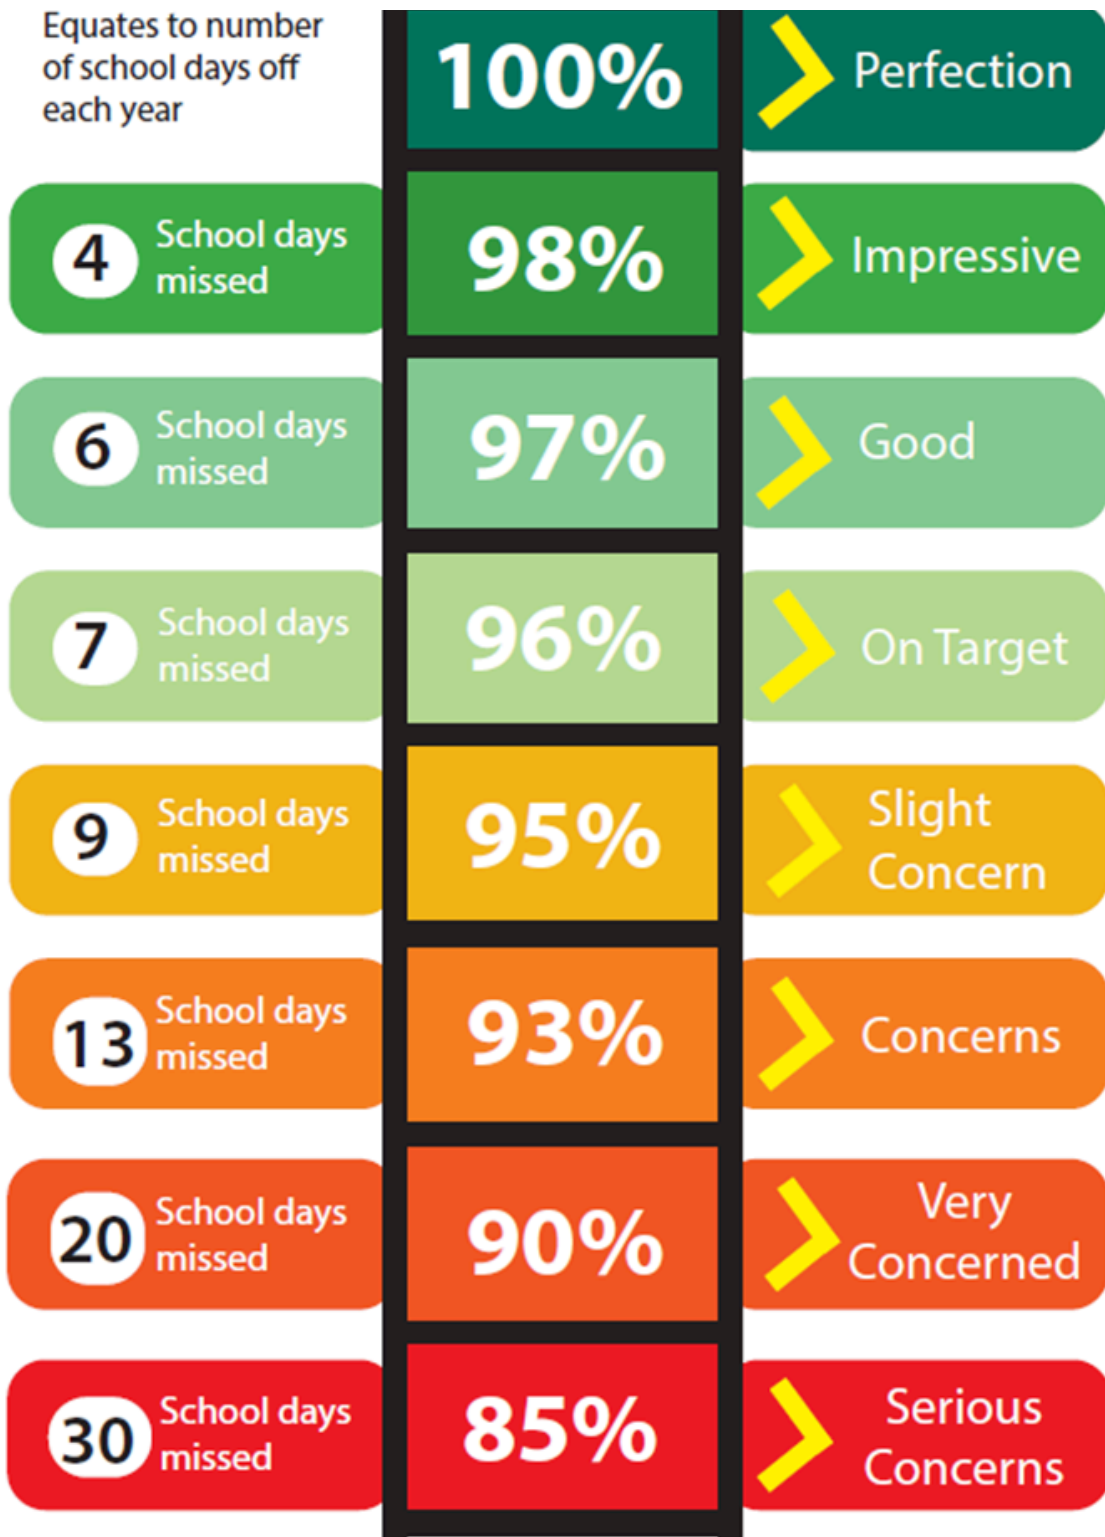 Equates to number
of school days off
each year
100%
Perfection
4
School days
missed
98%
Impressive
6
School days
missed
97%
Good
7
School days
missed
96%
On Target
9
School days
missed
95%
Slight
Concern
13
School days
missed
93%
Concerns
20
School days
missed
90%
Very
Concerned
30
School days
missed
85%
Serious
Concerns